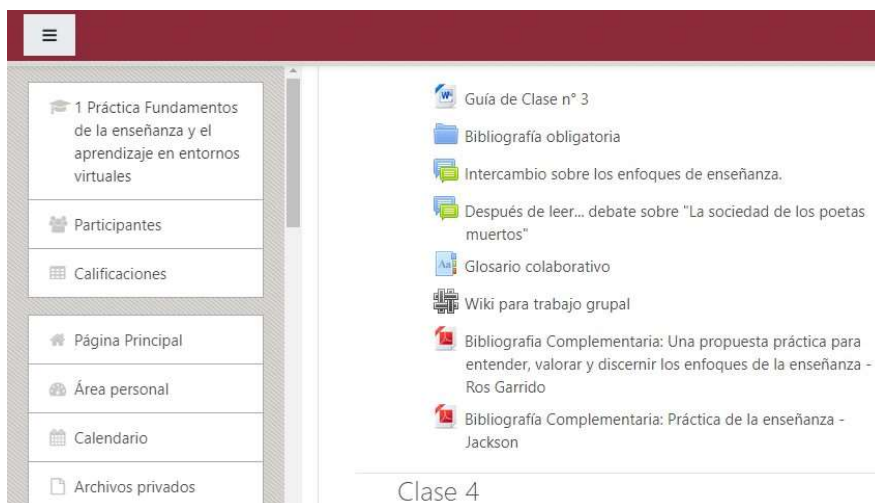 1 Práctica Fundamentos
de la enseñanza y el
aprendizaje en entornos
virtuales
Participantes
Calificaciones
Página Principal
Área personal
Calendario
Archivos privados
Guía de Clase n° 3
Bibliografía obligatoria
Intercambio sobre los enfoques de enseñanza.
Después de leer... debate sobre "La sociedad de los poetas
muertos"
Glosario colaborativo
Wiki para trabajo grupal
Bibliografía Complementaria: Una propuesta práctica para
entender, valorar y discernir los enfoques de la enseñanza -
Ros Garrido
Bibliografía Complementaria: Práctica de la enseñanza -
Jackson
Clase 4